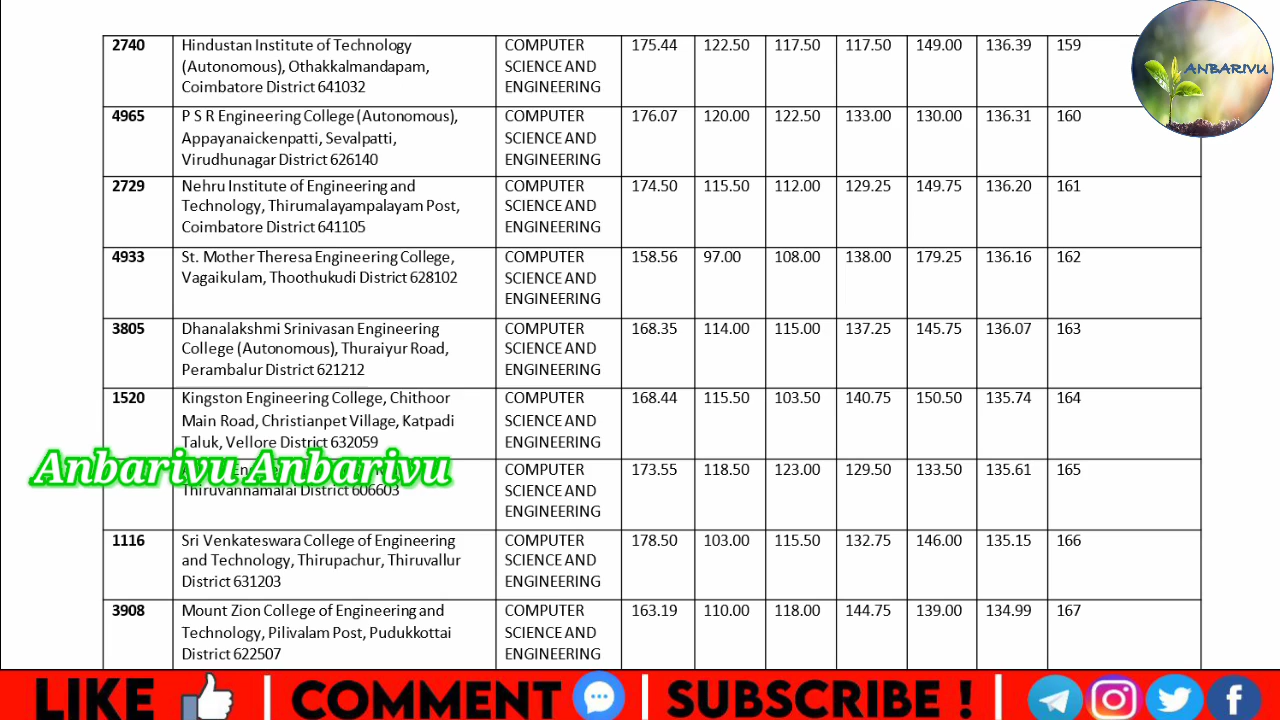 2740 Hindustan Institute of Technology COMPUTER 175.44 122.50 117.50 117.50 149.00 136.39 159
(Autonomous), Othakkalmandapam, SCIENCE AND
Coimbatore District 641032 ENGINEERING
ANBARIVU
4965 P S R Engineering College (Autonomous), COMPUTER 176.07 120.00 122.50 133.00 130.00 136.31 160
Appayanaickenpatti, Sevalpatti, SCIENCE AND
Virudhunagar District 626140 ENGINEERING
2729 Nehru Institute of Engineering and COMPUTER 174.50 115.50 112.00 129.25 149.75 136.20 161
Technology, Thirumalayampalayam Post, SCIENCE AND
Coimbatore District 641105 ENGINEERING
4933 St. Mother Theresa Engineering College, COMPUTER 158.56 97.00 108.00 138.00 179.25 136.16 162
Vagaikulam, Thoothukudi District 628102 SCIENCE AND
ENGINEERING
3805 Dhanalakshmi Srinivasan Engineering COMPUTER 168.35 114.00 115.00 137.25 145.75 136.07 163
College (Autonomous), Thuraiyur Road, SCIENCE AND
Perambalur District 621212 ENGINEERING
1520 Kingston Engineering College, Chithoor COMPUTER 168.44 115.50 103.50 140.75 150.50 135.74 164
Main Road, Christianpet Village, Katpadi SCIENCE AND
Taluk, Vellore District 632059 ENGINEERING
Anbarivu Anbarivu
COMPUTER 173.55 118.50 123.00 129.50 133.50 135.61 165
Thiruvannamalai District 606603 SCIENCE AND
ENGINEERING
1116 Sri Venkateswara College of Engineering COMPUTER 178.50 103.00 115.50 132.75 146.00 135.15 166
and Technology, Thirupachur, Thiruvallur SCIENCE AND
District 631203 ENGINEERING
3908 Mount Zion College of Engineering and COMPUTER 163.19 110.00 118.00 144.75 139.00 134.99 167
Technology, Pilivalam Post, Pudukkottai SCIENCE AND
District 622507 ENGINEERING
LIKE | COMMENT | SUBSCRIBE ! |